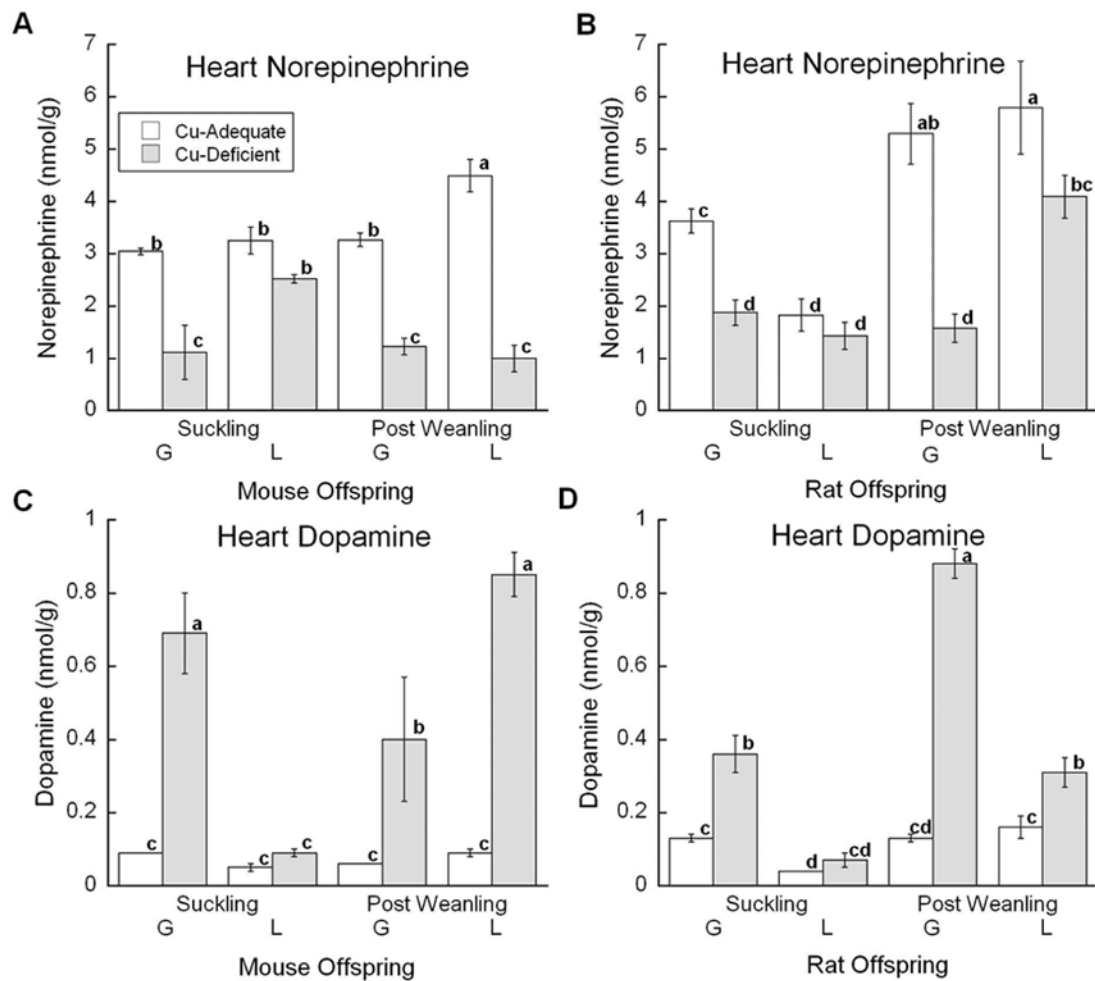 A
Heart Norepinephrine
Norepinephrine (nmol/g)
7
6
5
4
3
2
1
0
Cu-Adequate
Cu-Deficient
b
c
b
b
b
c
a
c
Suckling Post Weanling
G L G L
Mouse Offspring
B
Heart Norepinephrine
Norepinephrine (nmol/g)
7
6
5
4
3
2
1
0
c
d
d
d
ab
d
a
bc
Suckling Post Weanling
G L G L
Rat Offspring
C
Heart Dopamine
Dopamine (nmol/g)
1
0.8
0.6
0.4
0.2
0
c
a
c
c
c
b
c
a
Suckling Post Weanling
G L G L
Mouse Offspring
D
Heart Dopamine
Dopamine (nmol/g)
1
0.8
0.6
0.4
0.2
0
c
b
d
cd
cd
a
c
b
Suckling Post Weanling
G L G L
Rat Offspring